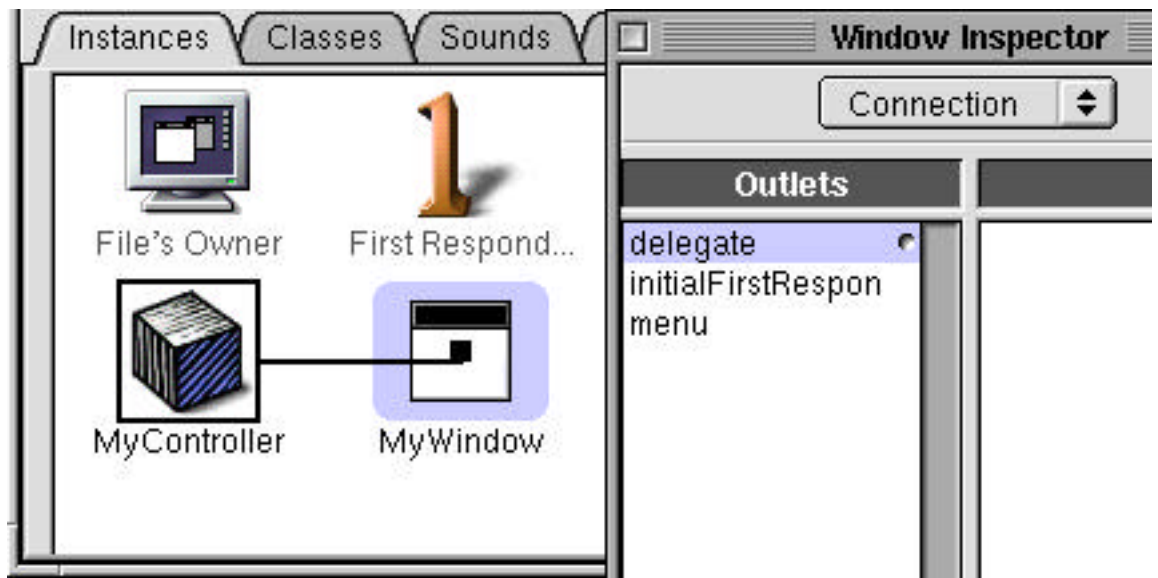 Instances
Classes
Sounds
File's Owner
First Respond...
MyController
MyWindow
Window Inspector
Connection
Outlets
delegate
initialFirstRespon
menu